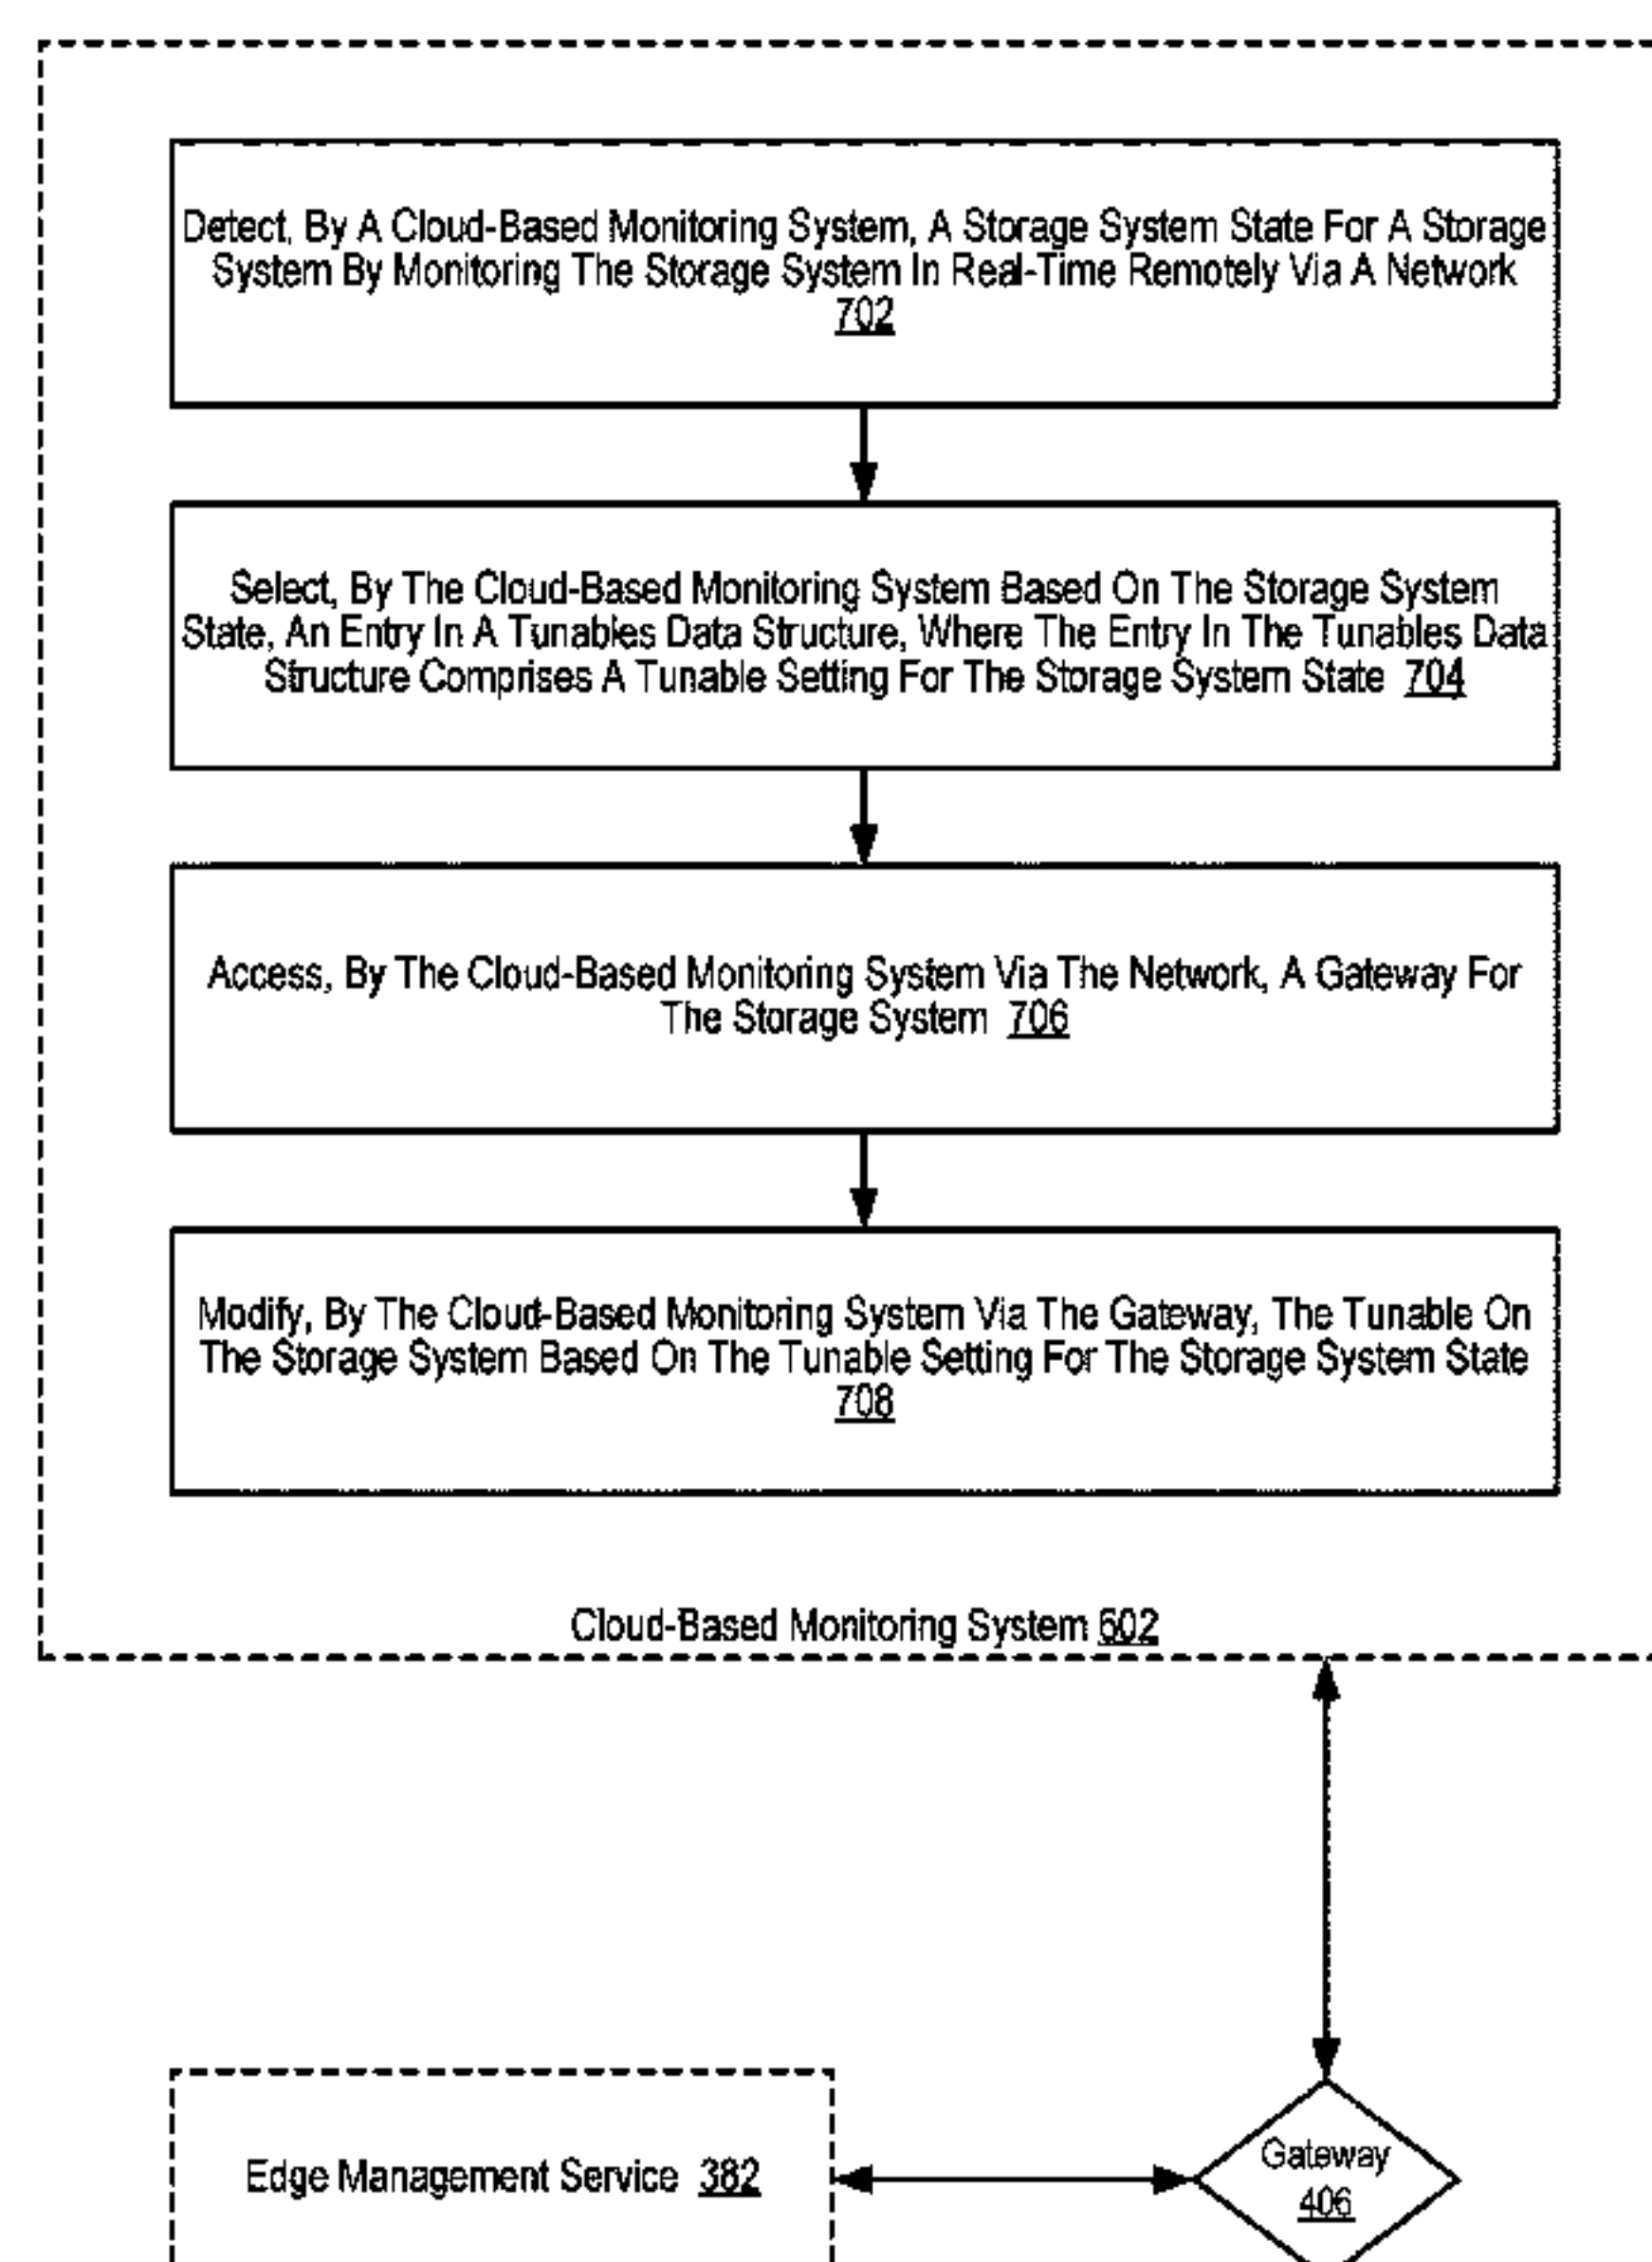 Detect, By A Cloud-Based Monitoring System, A Storage System State For A Storage
System By Monitoring The Storage System In Real-Time Remotely Via A Network
702
Select, By The Cloud-Based Monitoring System Based On The Storage System
State, An Entry In A Tunables Data Structure, Where The Entry In The Tunables Data
Structure Comprises A Tunable Setting For The Storage System State 704
Access, By The Cloud-Based Monitoring System Via The Network, A Gateway For
The Storage System 706
Modify, By The Cloud-Based Monitoring System Via The Gateway, The Tunable On
The Storage System Based On The Tunable Setting For The Storage System State
708
Cloud-Based Monitoring System 602
Edge Management Service 382
Gateway
406